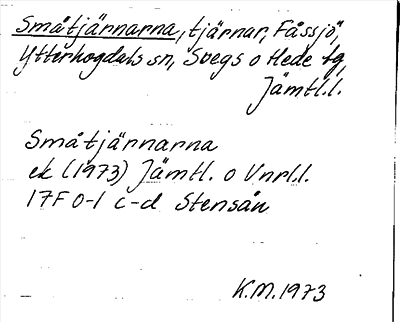 Småtjärnarna, tjärnar, Fåssjö,
Ytterhogdals sn, Svegs o Hede tg,
Jämtl.l.
Småtjärnarna
ek (1973) Jämtl. o Vnrl.l.
17F 0-1 c-d Stensån
K.M. 1973